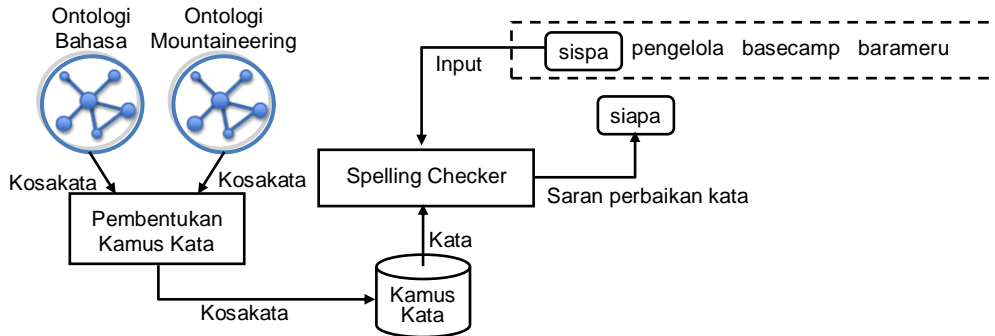 Ontologi
Bahasa
Ontologi
Mountaineering
sispa pengelola basecamp barameru
Input
siapa
Kosakata
Kosakata
Spelling Checker
Saran perbaikan kata
Pembentukan
Kamus Kata
Kata
Kamus
Kata
Kosakata